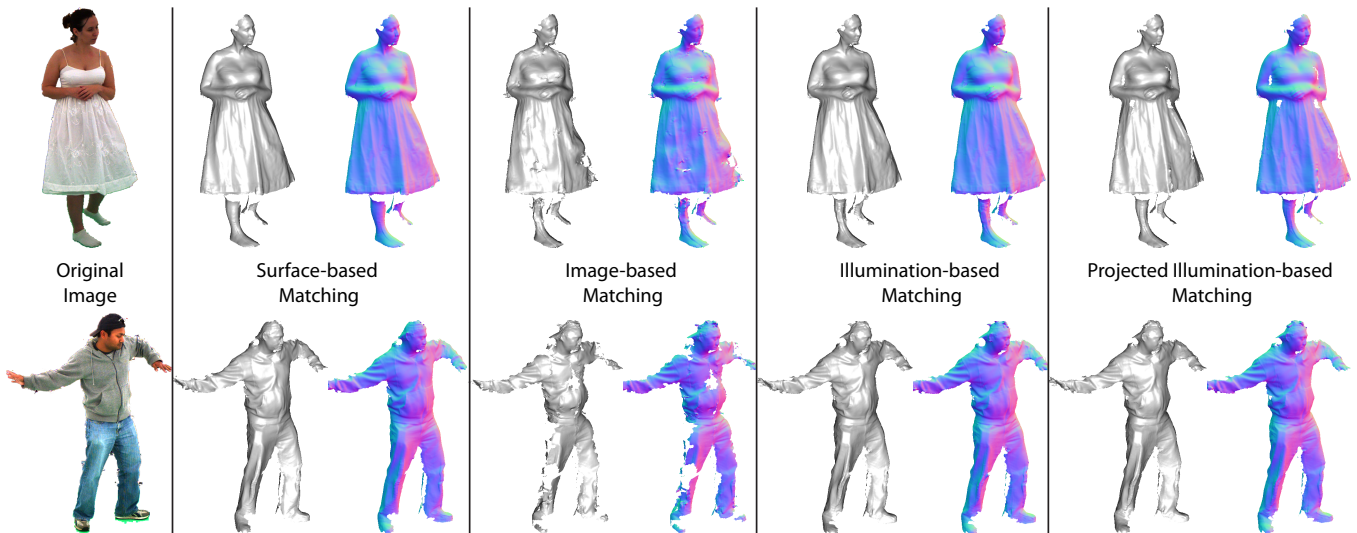 Original
Image
Surface-based
Matching
Image-based
Matching
Illumination-based
Matching
Projected Illumination-based
Matching